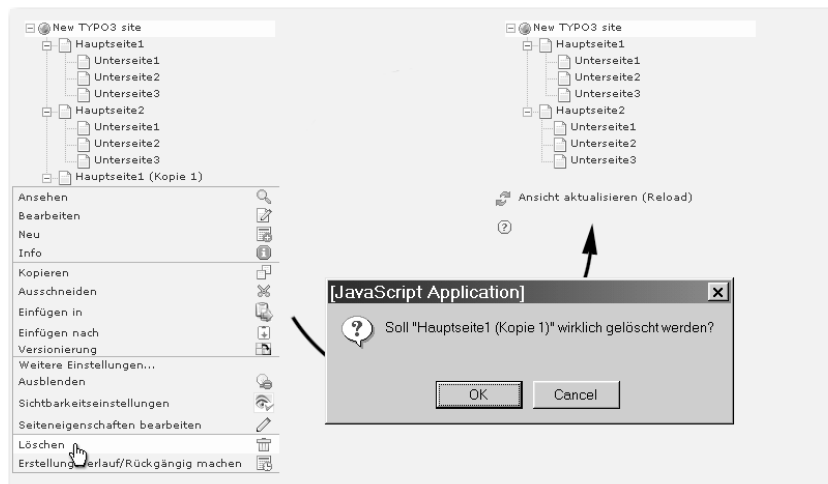 New TYPO3 site
Hauptseite1
Unterseite1
Unterseite2
Unterseite3
Hauptseite2
Unterseite1
Unterseite2
Unterseite3
Hauptseite1 (Kopie 1)
Ansehen
Bearbeiten
Neu
Info
Kopieren
Ausschneiden
Einfügen in
Einfügen nach
Versionierung
Weitere Einstellungen...
Ausblenden
Sichtbarkeitseinstellungen
Seiteneigenschaften bearbeiten
Löschen
erlauf/Rückgängig machen
New TYPO3 site
Hauptseite1
Unterseite1
Unterseite2
Unterseite3
Hauptseite2
Unterseite1
Unterseite2
Unterseite3
Ansicht aktualisieren (Reload)
[JavaScript Application]
Soll "Hauptseite1 (Kopie 1)" wirklich gelöscht werden?
OK
Cancel